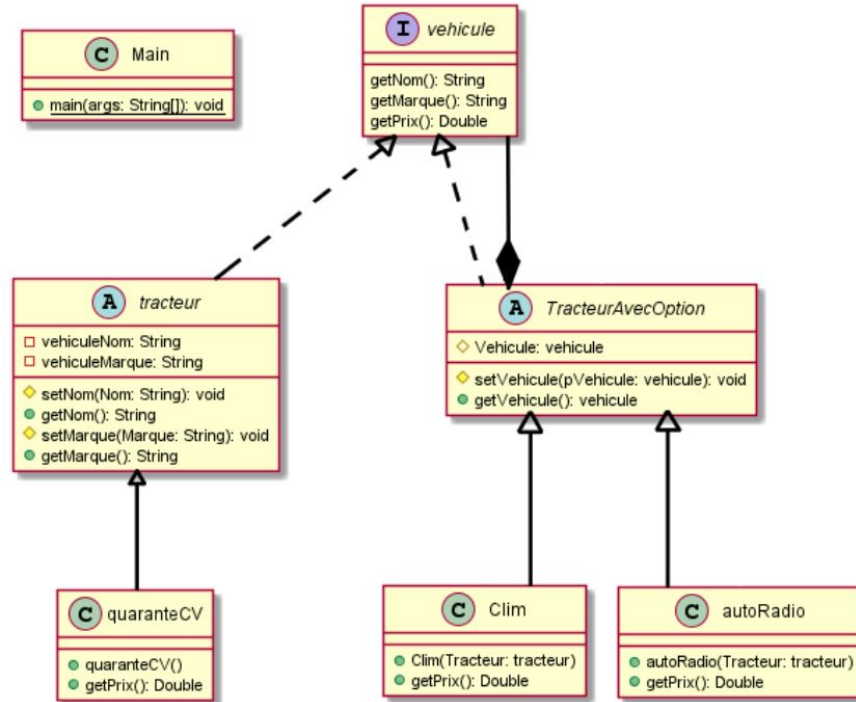 C Main
main(args: String[]): void
I vehicule
getNom(): String
getMarque(): String
getPrix(): Double
A tracteur
vehiculeNom: String
vehiculeMarque: String
setNom(Nom: String): void
getNom(): String
setMarque(Marque: String): void
getMarque(): String
A TracteurAvecOption
Vehicule: vehicule
setVehicule(pVehicule: vehicule): void
getVehicule(): vehicule
C quaranteCV
quaranteCV()
getPrix(): Double
C Clim
Clim(Tracteur: tracteur)
getPrix(): Double
C autoRadio
autoRadio(Tracteur: tracteur)
getPrix(): Double